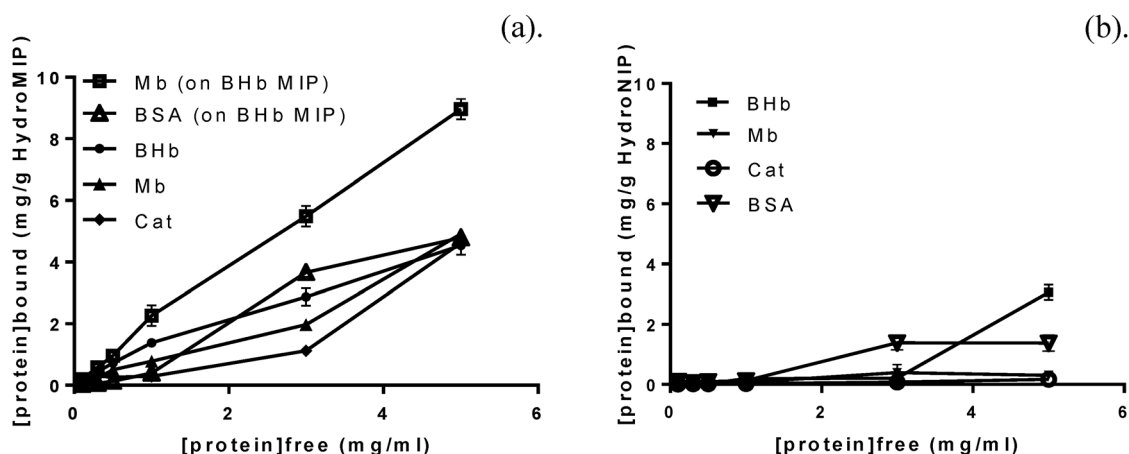 (a).
[protein]bound (mg/g HydroMIP)
10
8
6
4
2
0
Mb (on BHb MIP)
BSA (on BHb MIP)
BHb
Mb
Cat
0 2 4 6
[protein]free (mg/ml)
(b).
[protein]bound (mg/g HydroNIP)
10
8
6
4
2
0
BHb
Mb
Cat
BSA
0 2 4 6
[protein]free (mg/ml)